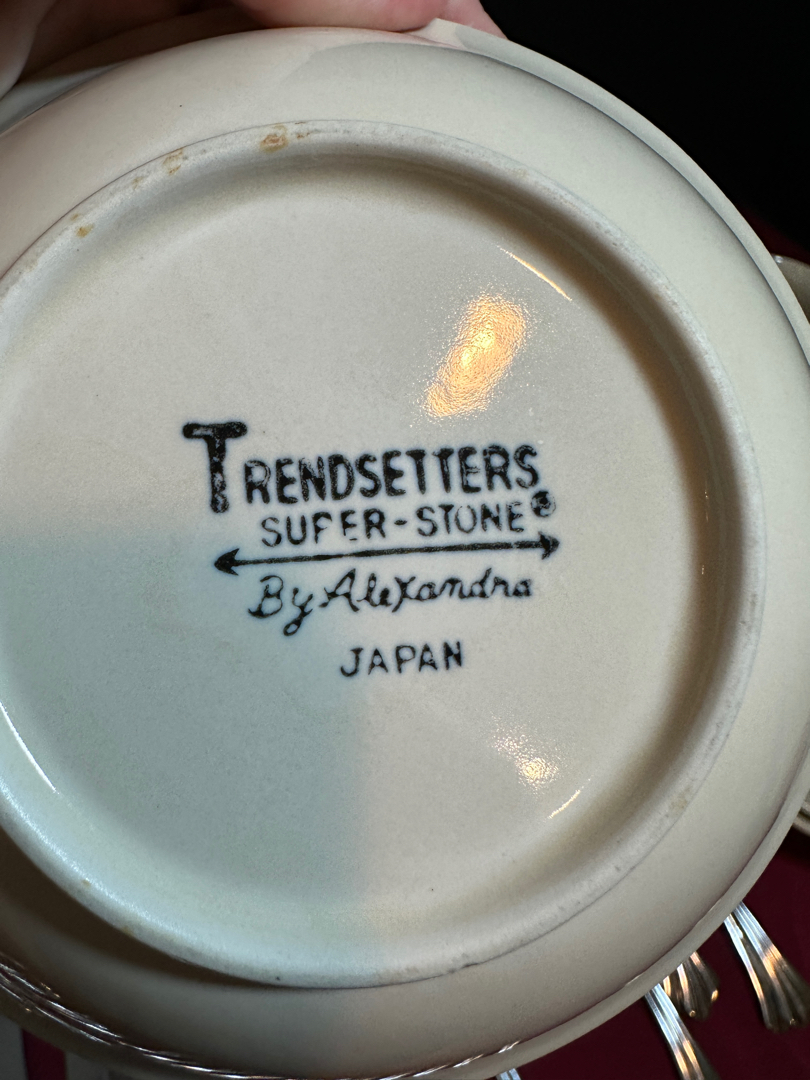 TRENDSETTERS
SUPER-STONE®
By Alexandra
JAPAN